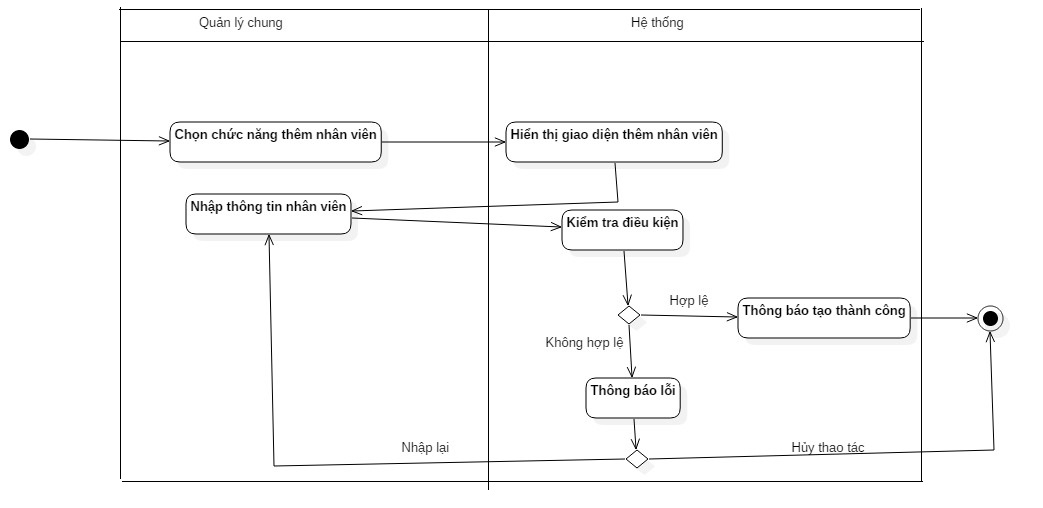 Quản lý chung
Hệ thống
Chọn chức năng thêm nhân viên
Hiển thị giao diện thêm nhân viên
Nhập thông tin nhân viên
Kiểm tra điều kiện
Hợp lệ
Thông báo tạo thành công
Không hợp lệ
Thông báo lỗi
Nhập lại
Hủy thao tác